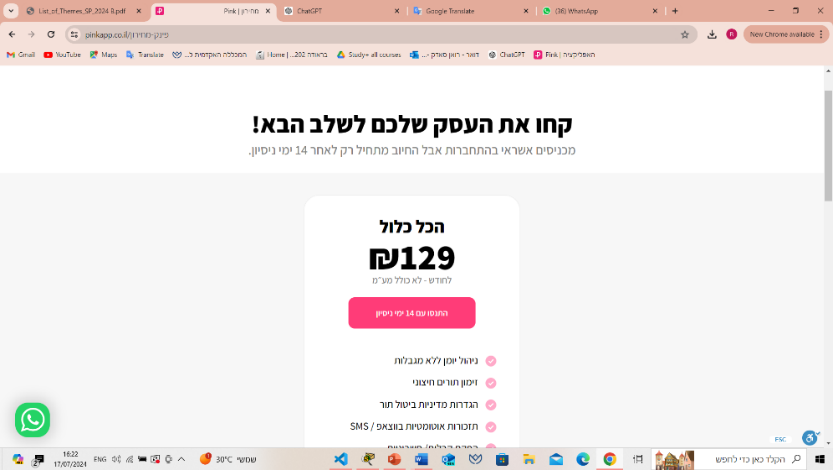 List_of_Themes_SP_2024 B.pdf
מחירון | Pink
ChatGPT
Google Translate
(36) WhatsApp
pinkapp.co.il/פינק-מחירון
New Chrome available
Gmail
YouTube
Maps
Translate
המכללה האקדמית ל...
Home | בראודה 202...
Study+ all courses
דואר - רואן סאדק -...
ChatGPT
Pink | האפליקציה
קחו את העסק שלכם לשלב הבא!
מכניסים אשראי בהתחברות אבל החיוב מתחיל רק לאחר 14 ימי ניסיון.
הכל כלול
₪129
לחודש - לא כולל מע"מ
התנסו עם 14 ימי ניסיון
ניהול יומן ללא מגבלות
זימון תורים חיצוני
הגדרות מדיניות ביטול תור
תזכורות אוטומטיות בווצאפ / SMS
ESC
16:22
17/07/2024
ENG
30°C שמשי
הקלד כאן כדי לחפש